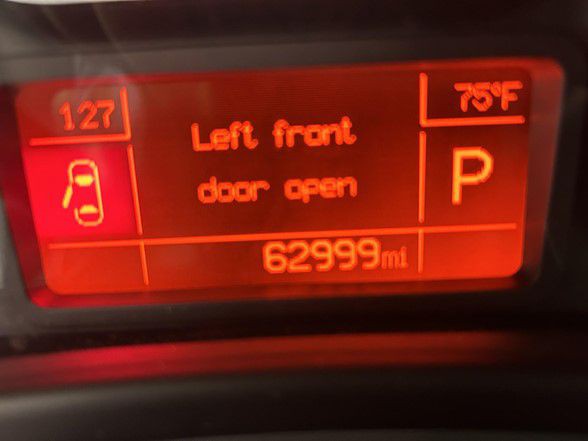 127
75°F
Left front
door open
P
62999mi